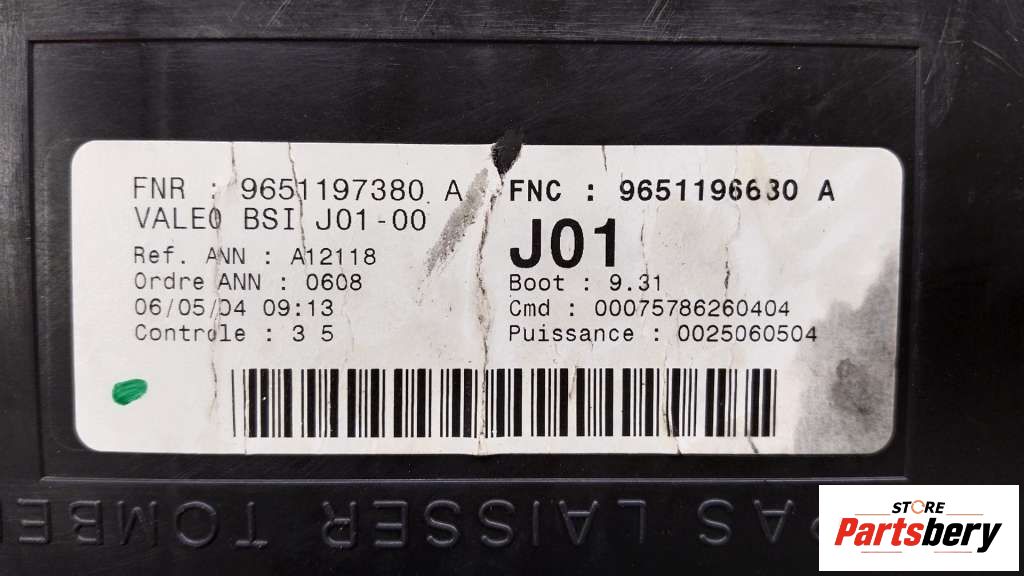 FNR : 9651197380 A
VALEO BSI J01-00
Ref. ANN : A12118
Ordre ANN : 0608
06/05/04 09:13
Controle : 3 5
FNC : 9651196630 A
J01
Boot : 9.31
Cmd : 00075786260404
Puissance : 0025060504
PAS LAISSER TOMBE
STORE
Partsbery